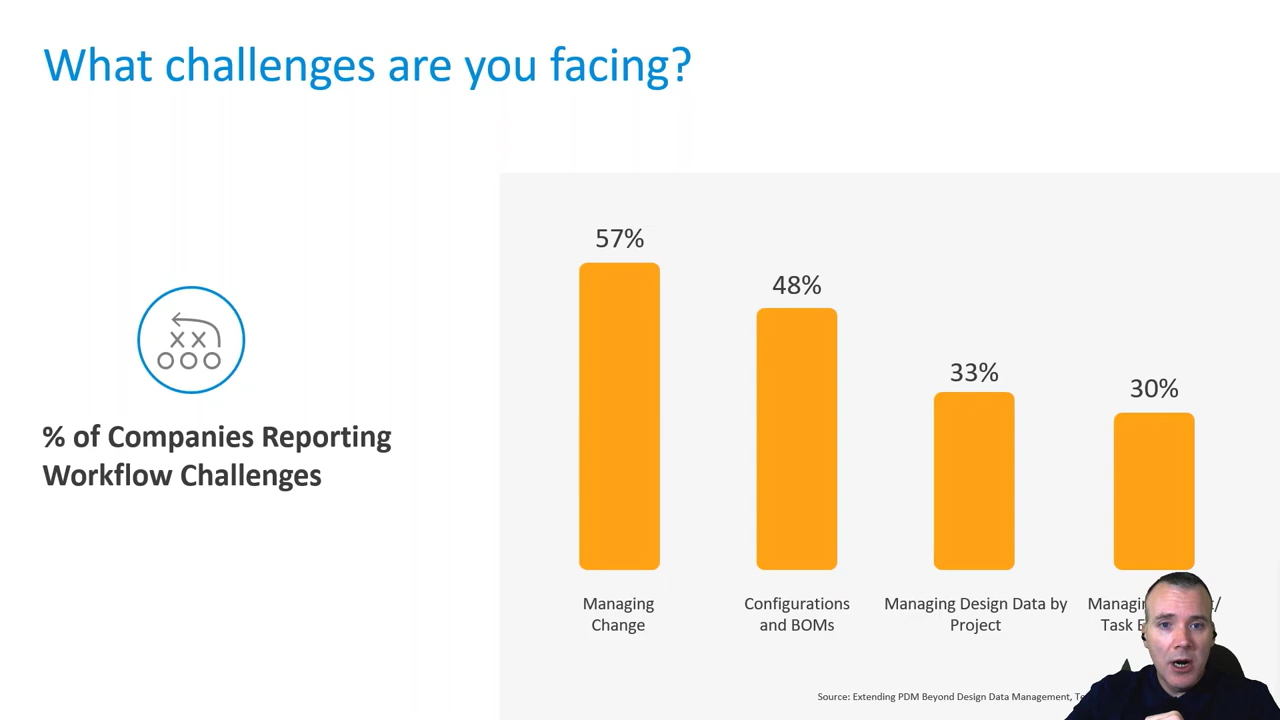 What challenges are you facing?
% of Companies Reporting
Workflow Challenges
57%
48%
33%
30%
Managing
Change
Configurations
and BOMs
Managing Design Data by
Project
Task
Source: Extending PDM Beyond Design Data Management,